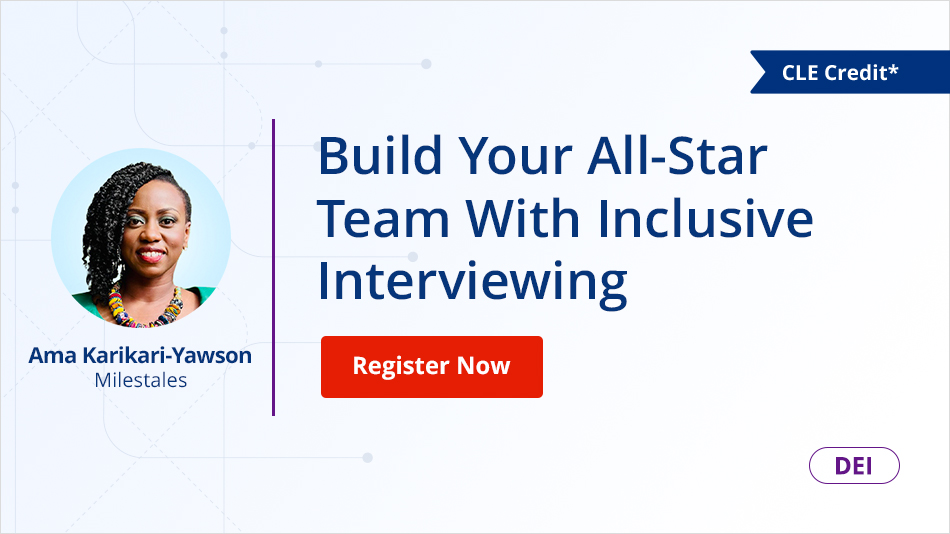 CLE Credit*
Build Your All-Star
Team With Inclusive
Interviewing
Register Now
Ama Karikari-Yawson
Milestales
DEI